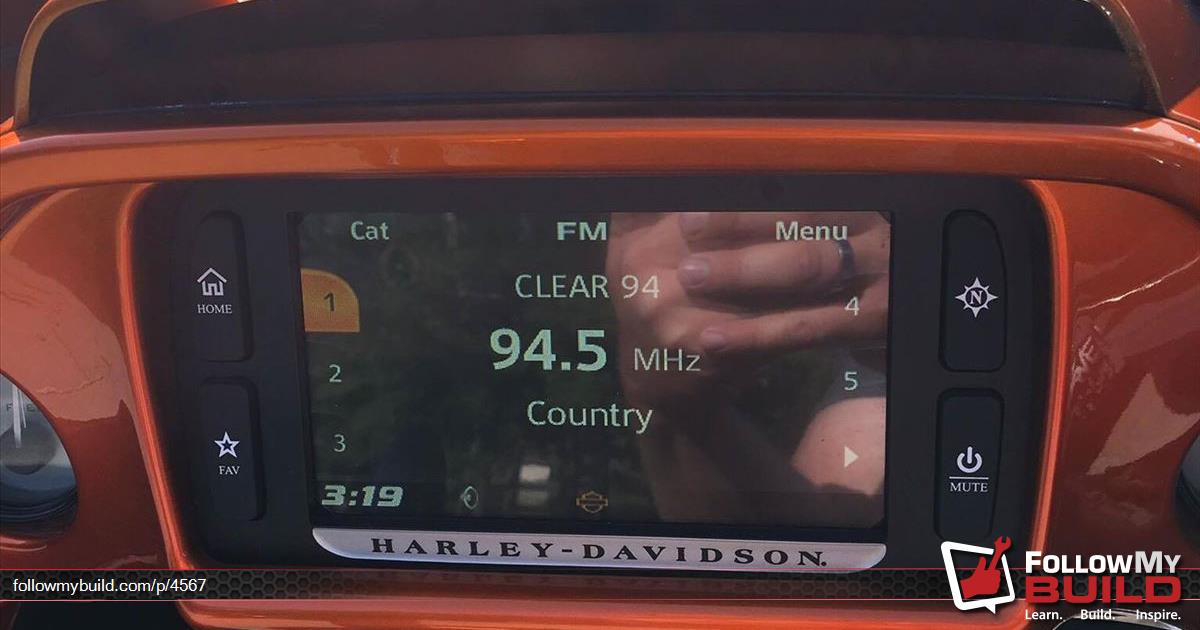 Cat FM Menu
CLEAR 94
1
4
HOME
N
94.5 MHz
2
5
Country
3
FAV
MUTE
3:19
HARLEY-DAVIDSON.
followmybuild.com/p/4567
FOLLOWMY
BUILD
Learn. Build. Inspire.